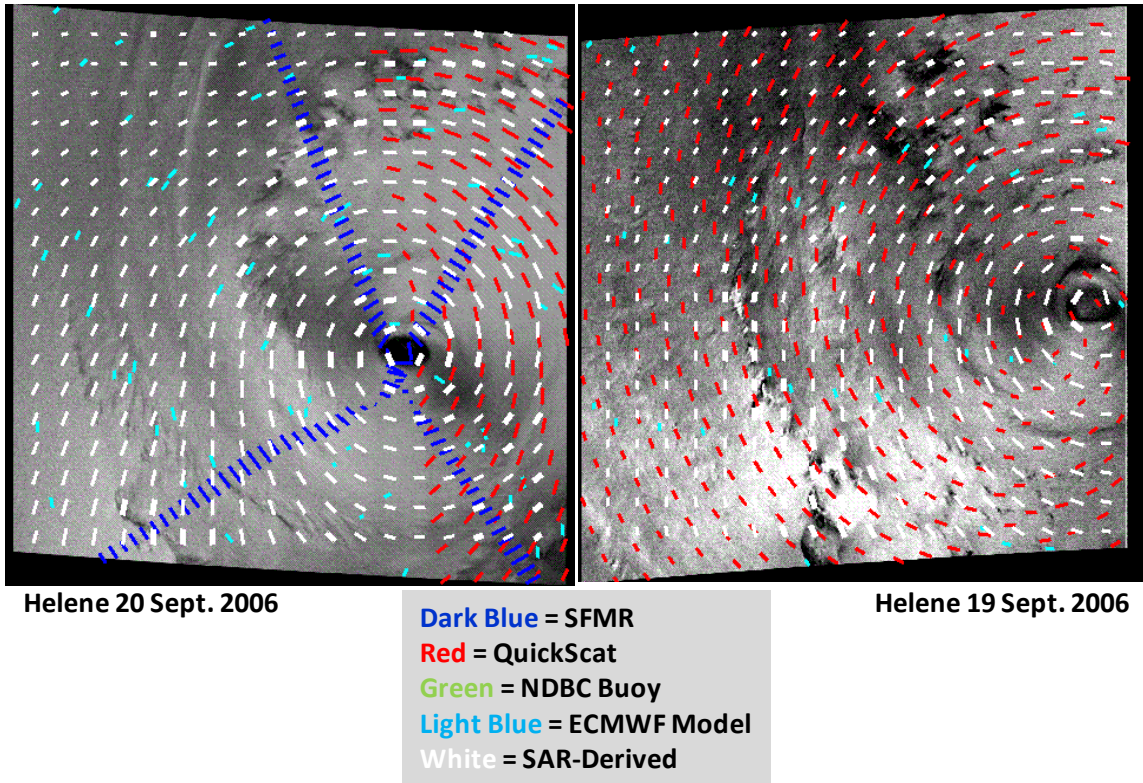 Helene 20 Sept. 2006
Helene 19 Sept. 2006
Dark Blue = SFMR
Red = QuickScat
Green = NDBC Buoy
Light Blue = ECMWF Model
White = SAR-Derived